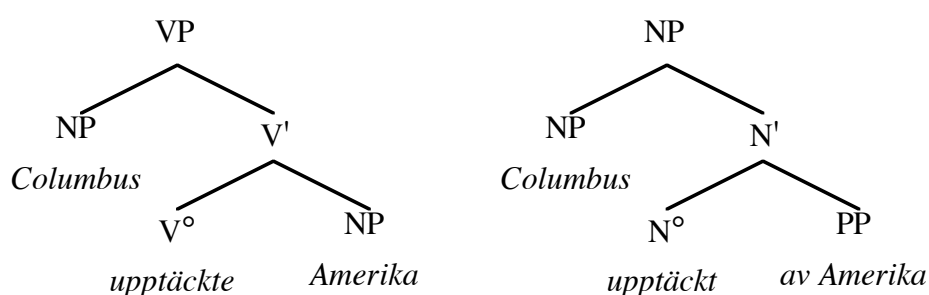 VP NP
NP V' NP N'
Columbus Columbus
V° NP N° PP
upptäckte Amerika upptäckt av Amerika